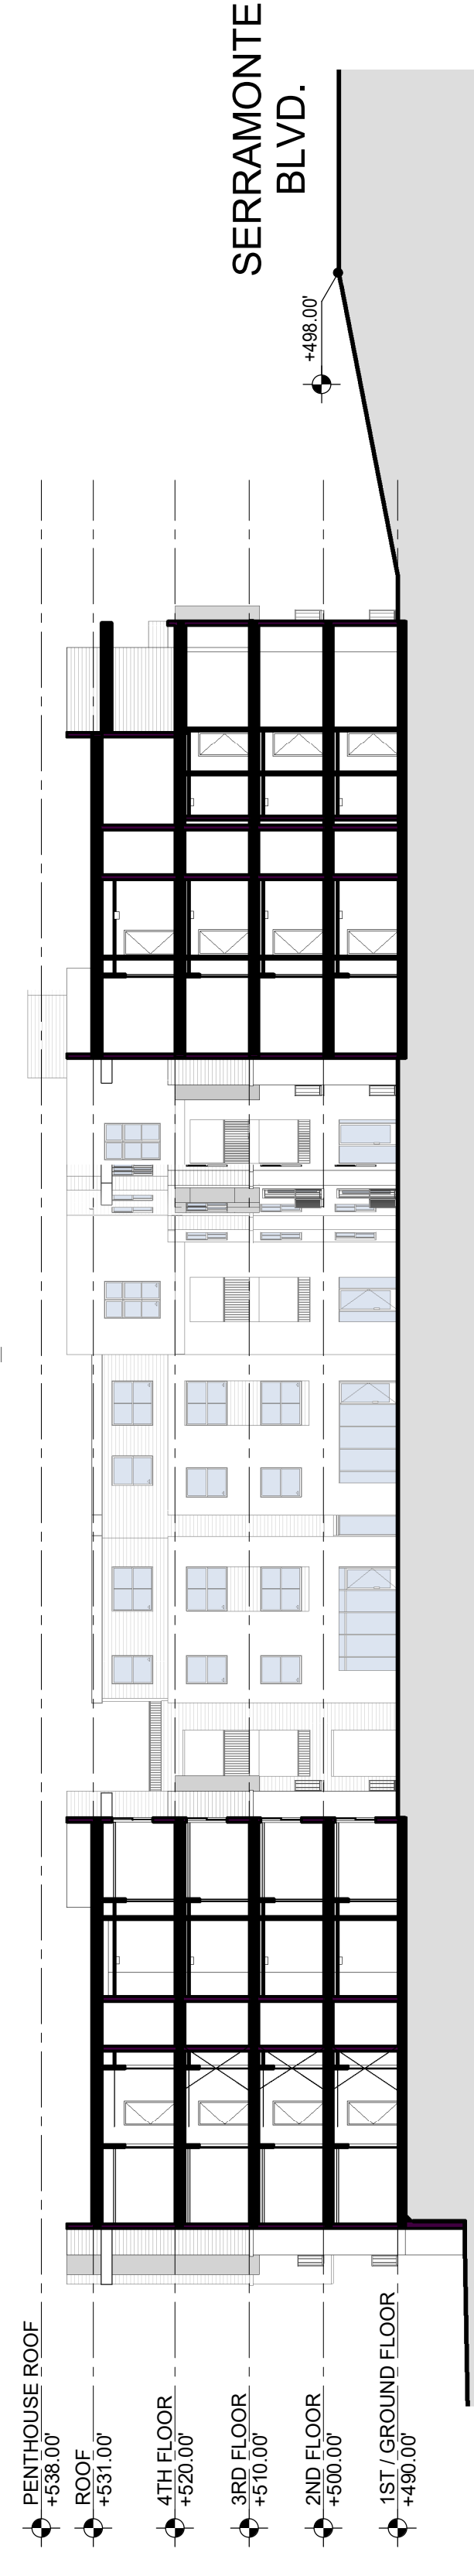 SERRAMONTE
BLVD.
+498.00'
PENTHOUSE ROOF
+538.00'
ROOF
+531.00'
4TH FLOOR
+520.00'
3RD FLOOR
+510.00'
2ND FLOOR
+500.00'
1ST / GROUND FLOOR
+490.00'